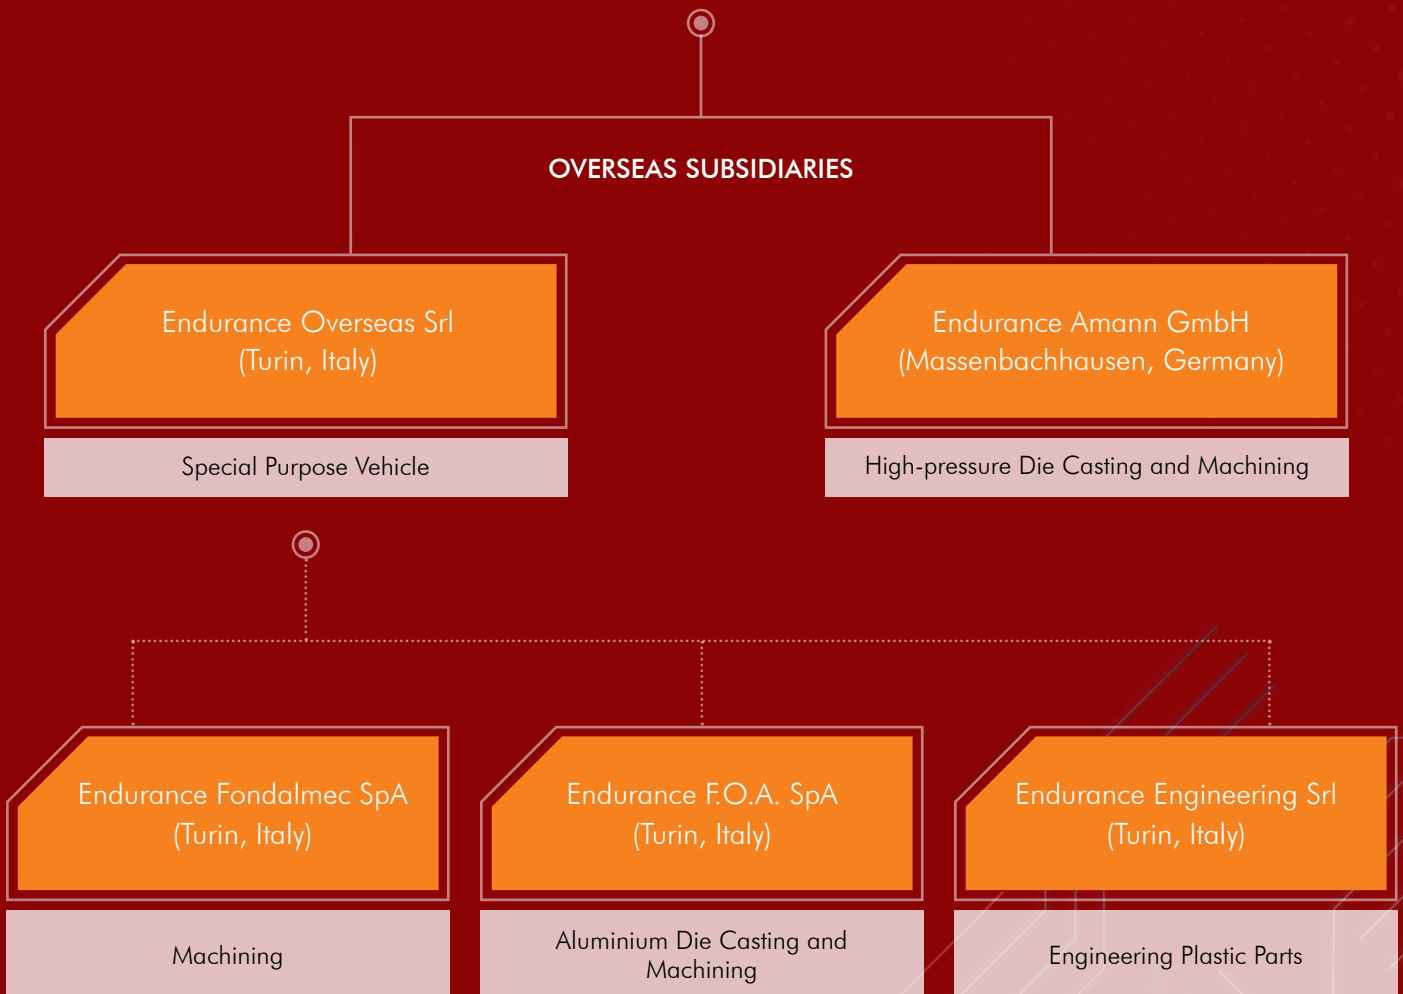 OVERSEAS SUBSIDIARIES
Endurance Overseas Srl
(Turin, Italy)
Special Purpose Vehicle
Endurance Amann GmbH
(Massenbachhausen, Germany)
High-pressure Die Casting and Machining
Endurance Fondalmec SpA
(Turin, Italy)
Machining
Endurance F.O.A. SpA
(Turin, Italy)
Aluminium Die Casting and
Machining
Endurance Engineering Srl
(Turin, Italy)
Engineering Plastic Parts